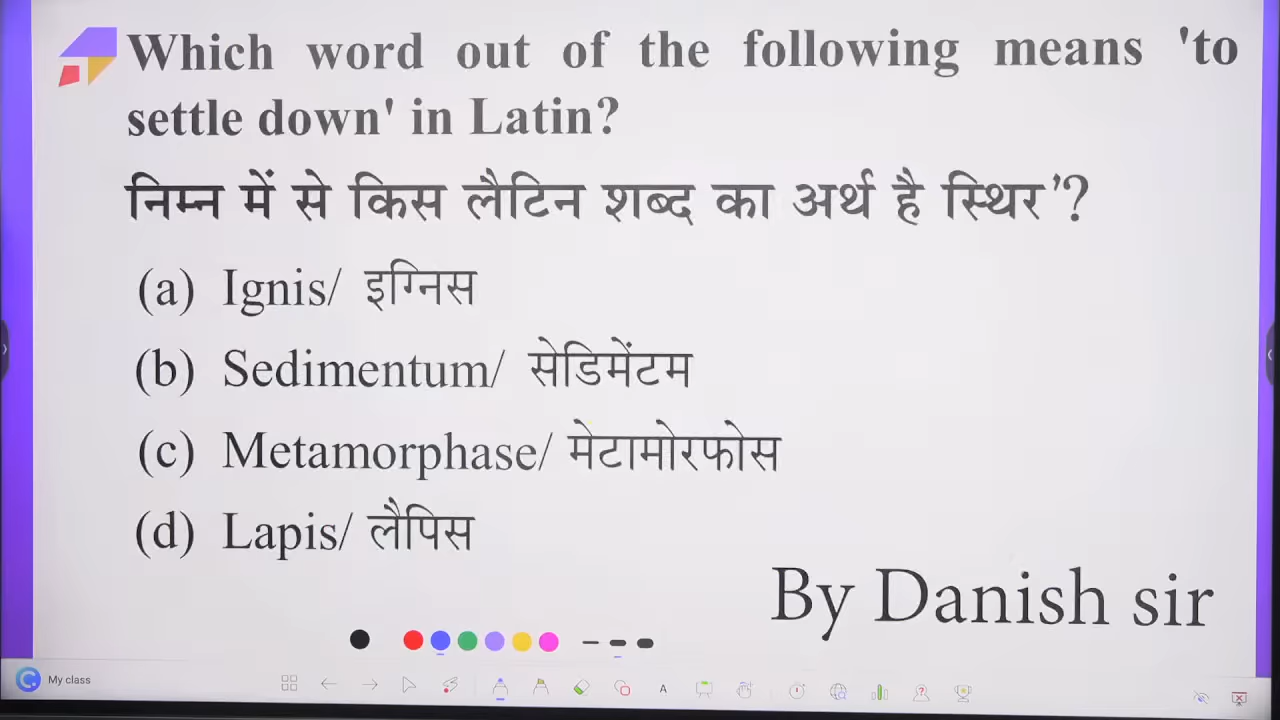 Which word out of the following means 'to
settle down' in Latin?
निम्न में से किस लैटिन शब्द का अर्थ है स्थिर’?
(a) Ignis/ इग्निस
(b) Sedimentum/ सेडिमेंटम
(c) Metamorphase/ मेटामोरफोस
(d) Lapis/ लैपिस
By Danish sir
My class